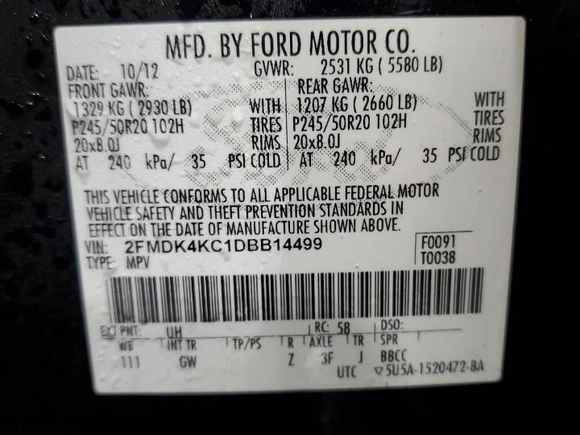 MFD. BY FORD MOTOR CO.
DATE: 10/12 GVWR: 2531 KG ( 5580 LB)
FRONT GAWR: REAR GAWR:
1329 KG ( 2930 LB) WITH 1207 KG ( 2660 LB) WITH
P245/50R20 102H TIRES P245/50R20 102H TIRES
20x8.0J RIMS 20x8.0J RIMS
AT 240 kPa/ 35 PSI COLD AT 240 kPa/ 35 PSI COLD
THIS VEHICLE CONFORMS TO ALL APPLICABLE FEDERAL MOTOR
VEHICLE SAFETY AND THEFT PREVENTION STANDARDS IN
EFFECT ON THE DATE OF MANUFACTURE SHOWN ABOVE.
VIN: 2FMDK4KC1DBB14499 F0091
TYPE: MPV T0038
EXT PNT: UH RC: 58 DSO:
WB INT TR TP/PS R AXLE TR SPR
111 GW Z 3F J BBCC
UTC ▽5U5A-1520472-BA